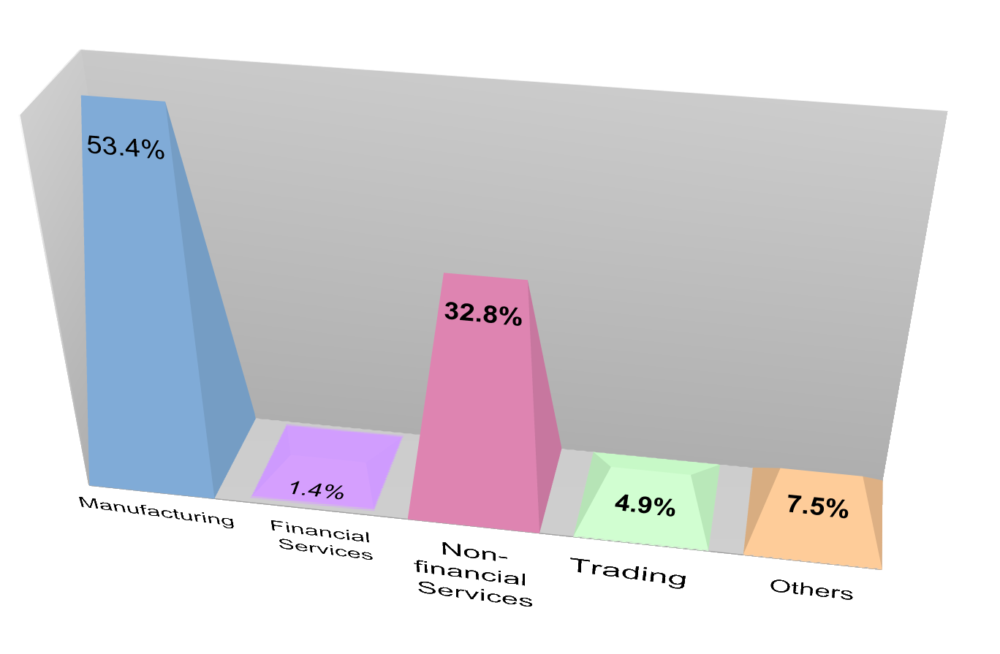 53.4%
32.8%
1.4%
4.9%
7.5%
Manufacturing
Financial
Services
Non-
financial
Services
Trading
Others